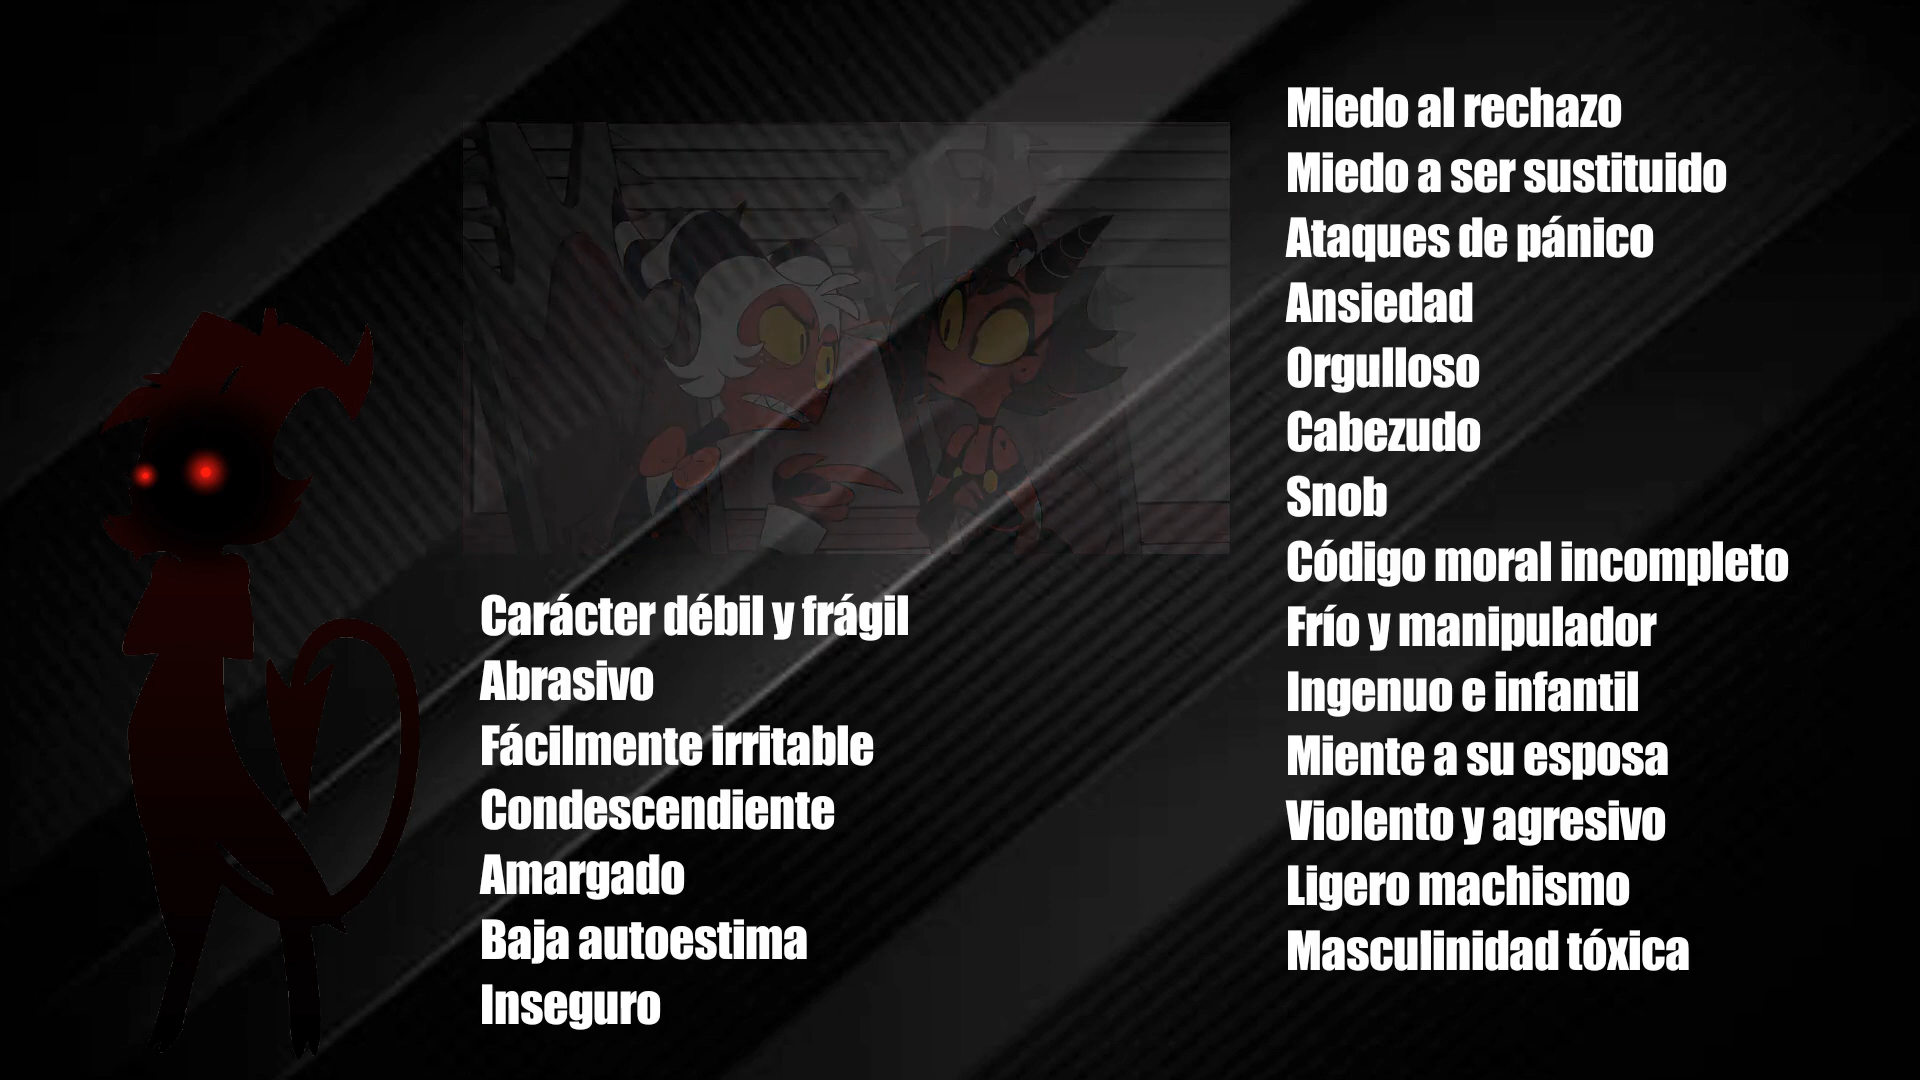 Carácter débil y frágil
Abrasivo
Fácilmente irritable
Condescendiente
Amargado
Baja autoestima
Inseguro
Miedo al rechazo
Miedo a ser sustituido
Ataques de pánico
Ansiedad
Orgulloso
Cabezudo
Snob
Código moral incompleto
Frío y manipulador
Ingenuo e infantil
Miente a su esposa
Violento y agresivo
Ligero machismo
Masculinidad tóxica